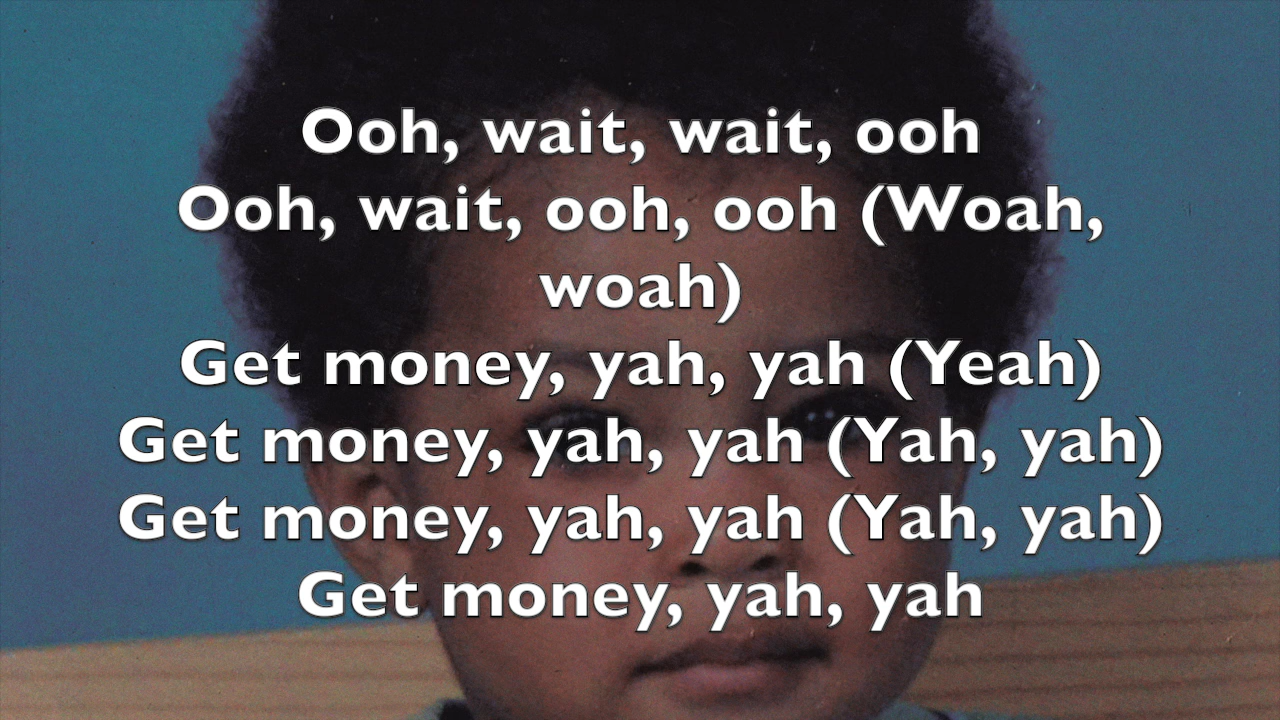 Ooh, wait, wait, ooh
Ooh, wait, ooh, ooh (Woah,
woah)
Get money, yah, yah (Yeah)
Get money, yah, yah (Yah, yah)
Get money, yah, yah (Yah, yah)
Get money, yah, yah